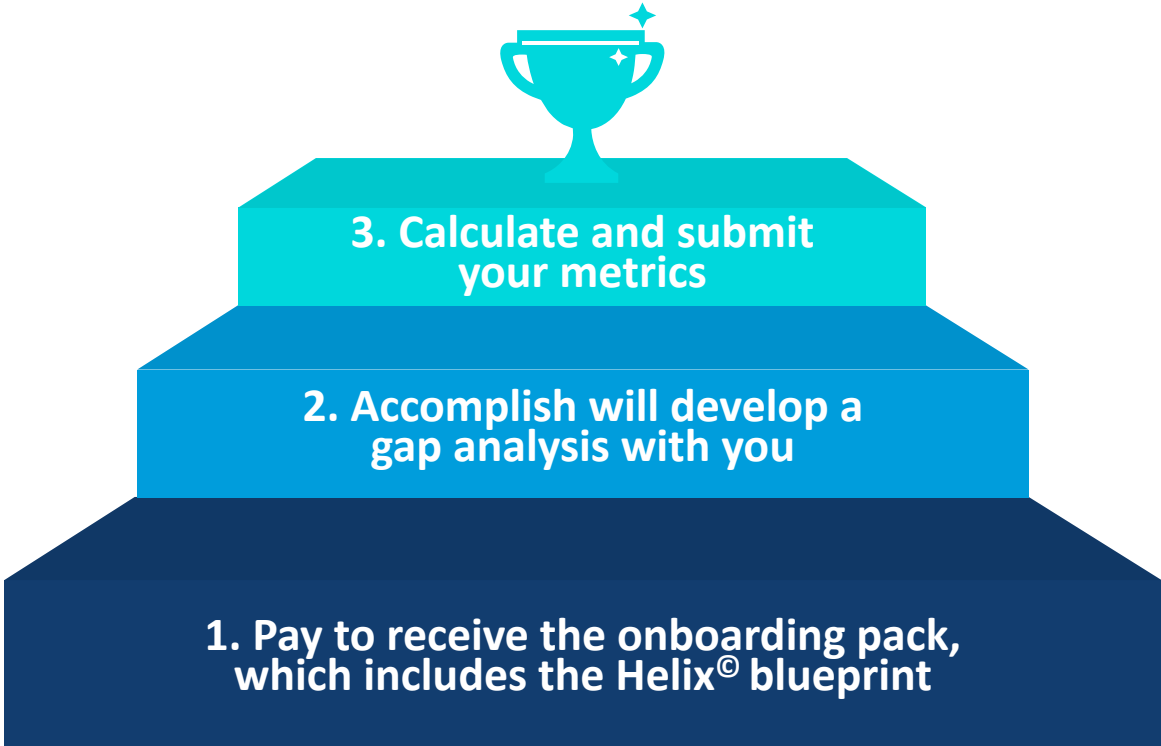 3. Calculate and submit
your metrics
2. Accomplish will develop a
gap analysis with you
1. Pay to receive the onboarding pack,
which includes the Helix© blueprint